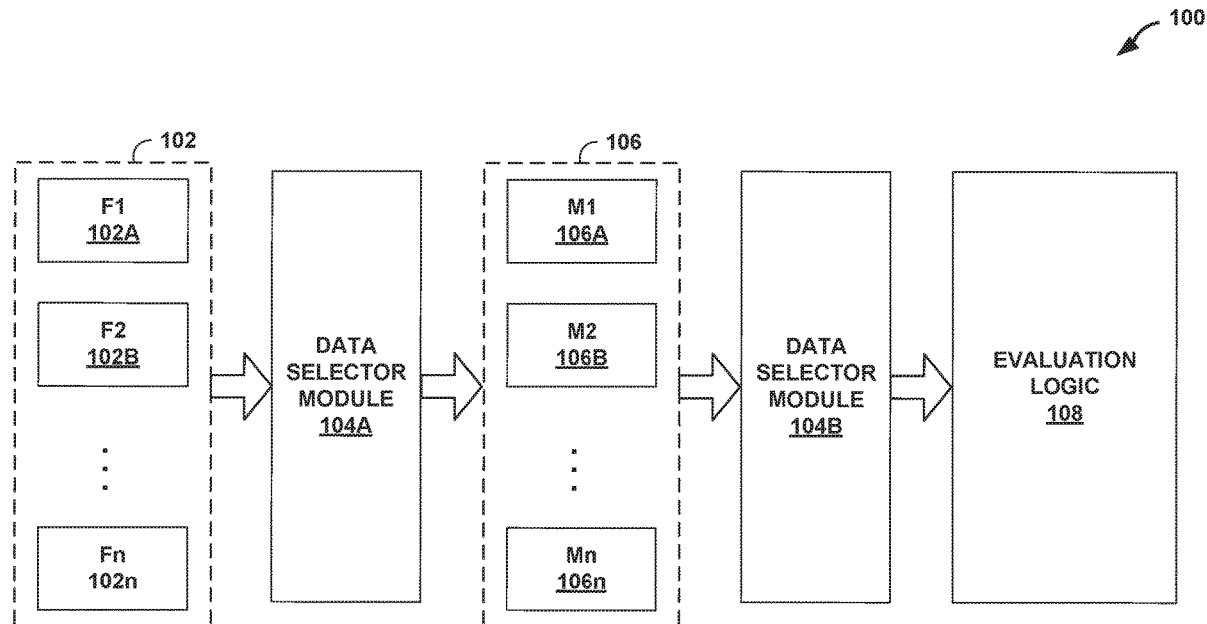 100
102
F1
102A
F2
102B
Fn
102n
DATA
SELECTOR
MODULE
104A
106
M1
106A
M2
106B
Mn
106n
DATA
SELECTOR
MODULE
104B
EVALUATION
LOGIC
108